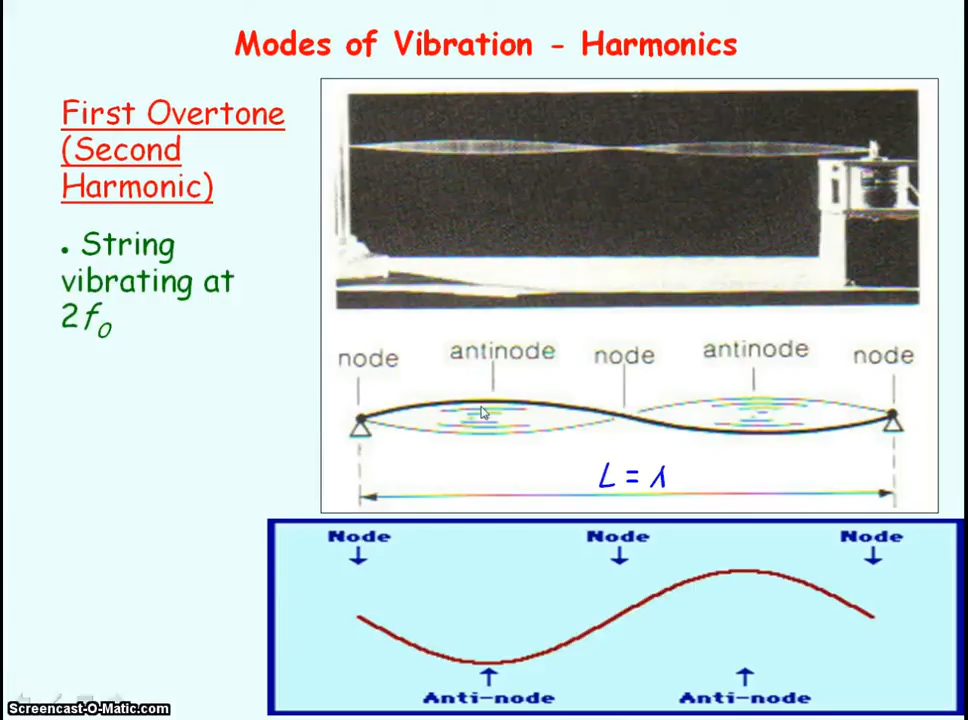 Modes of Vibration - Harmonics
First Overtone
(Second
Harmonic)
• String
vibrating at
2fo
node antinode node antinode node
L = λ
Node Node Node
Anti-node Anti-node
Screencast-O-Matic.com